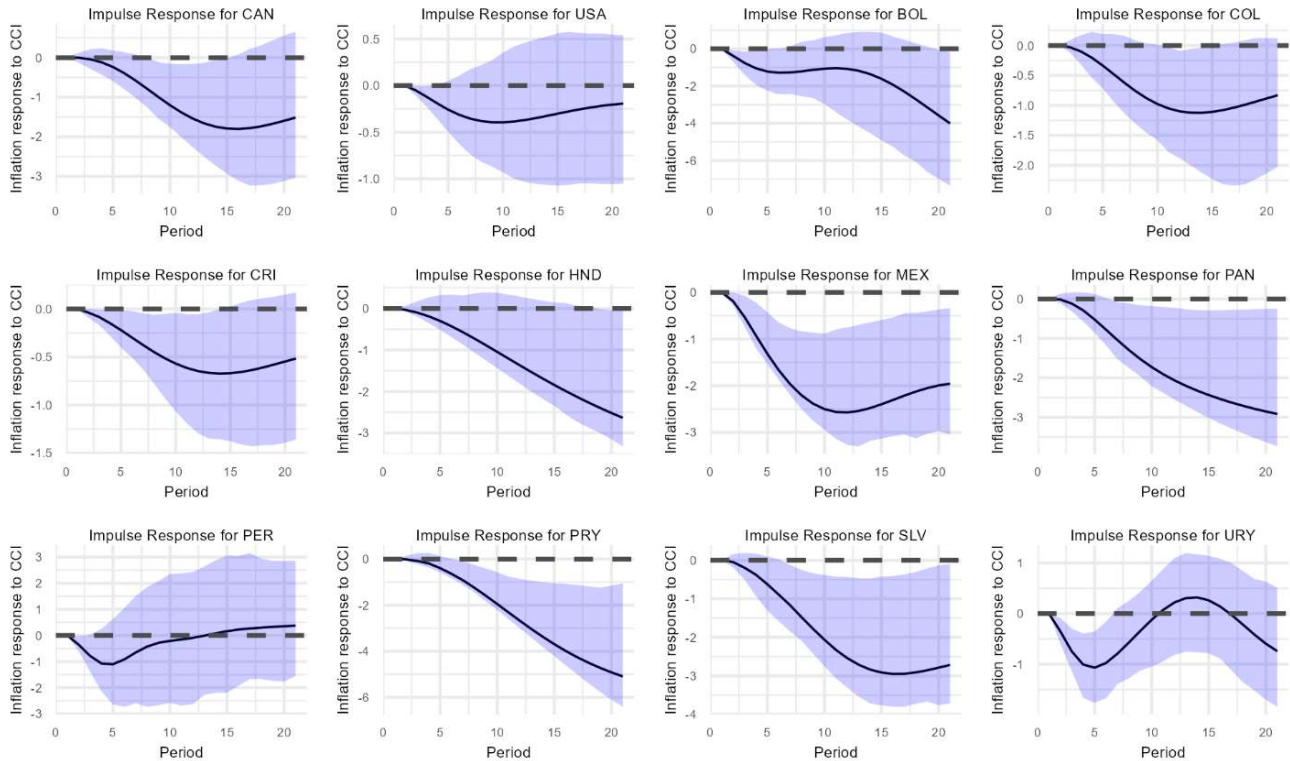 Impulse Response for CAN
Inflation response to CCI
0
-1
-2
-3
0 5 10 15 20
Period
Impulse Response for USA
Inflation response to CCI
0.5
0.0
-0.5
-1.0
0 5 10 15 20
Period
Impulse Response for BOL
Inflation response to CCI
0
-2
-4
-6
0 5 10 15 20
Period
Impulse Response for COL
Inflation response to CCI
0.0
-0.5
-1.0
-1.5
-2.0
0 5 10 15 20
Period
Impulse Response for CRI
Inflation response to CCI
0.0
-0.5
-1.0
-1.5
0 5 10 15 20
Period
Impulse Response for HND
Inflation response to CCI
0
-1
-2
-3
0 5 10 15 20
Period
Impulse Response for MEX
Inflation response to CCI
0
-1
-2
-3
0 5 10 15 20
Period
Impulse Response for PAN
Inflation response to CCI
0
-1
-2
-3
0 5 10 15 20
Period
Impulse Response for PER
Inflation response to CCI
3
2
1
0
-1
-2
-3
0 5 10 15 20
Period
Impulse Response for PRY
Inflation response to CCI
0
-2
-4
-6
0 5 10 15 20
Period
Impulse Response for SLV
Inflation response to CCI
0
-1
-2
-3
-4
0 5 10 15 20
Period
Impulse Response for URY
Inflation response to CCI
1
0
-1
0 5 10 15 20
Period